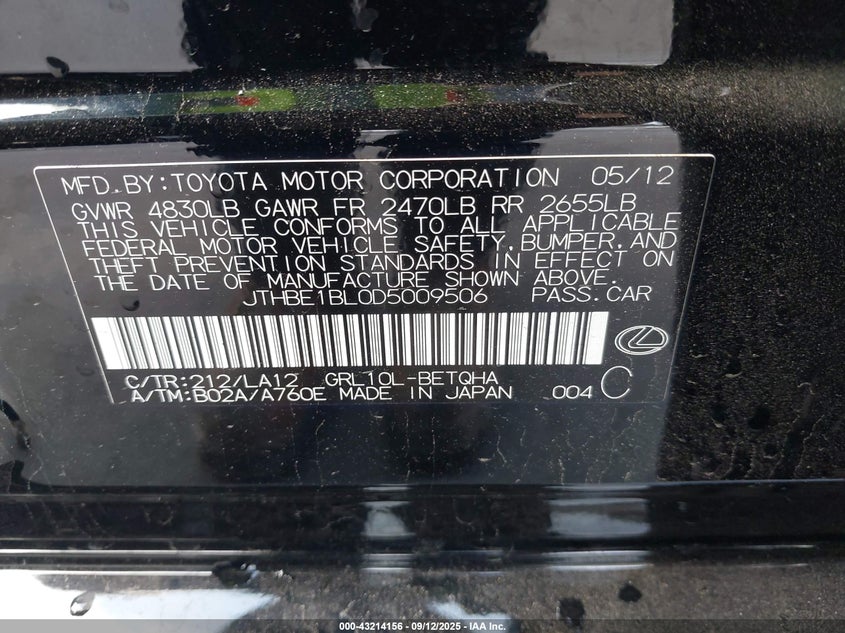 MFD.BY:TOYOTA MOTOR CORPORATION 05/12
GVWR 4830LB GAWR FR 2470LB RR 2655LB
THIS VEHICLE CONFORMS TO ALL APPLICABLE
FEDERAL MOTOR VEHICLE SAFETY,BUMPER,AND
THEFT PREVENTION STANDARDS IN EFFECT ON
THE DATE OF MANUFACTURE SHOWN ABOVE.
JTHBE1BL0D5009506 PASS.CAR
C/TR:212/LA12 GRL10L-BETQHA
A/TM:B02A/A760E MADE IN JAPAN 004 C
000-43214156 - 09/12/2025 - IAA Inc.